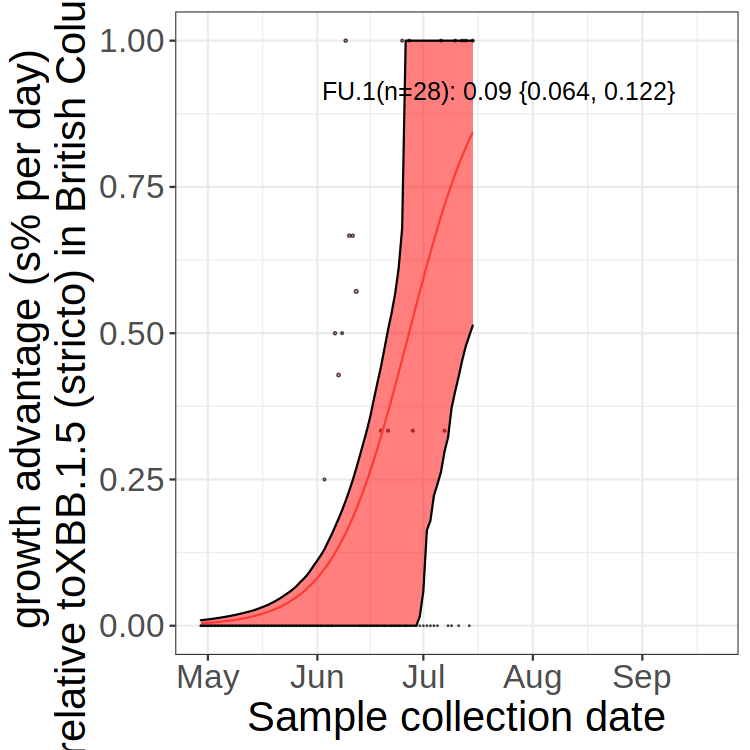 growth advantage (s% per day)
relative toXBB.1.5 (stricto) in British Colu
1.00
0.75
0.50
0.25
0.00
FU.1(n=28): 0.09 {0.064, 0.122}
May Jun Jul Aug Sep
Sample collection date